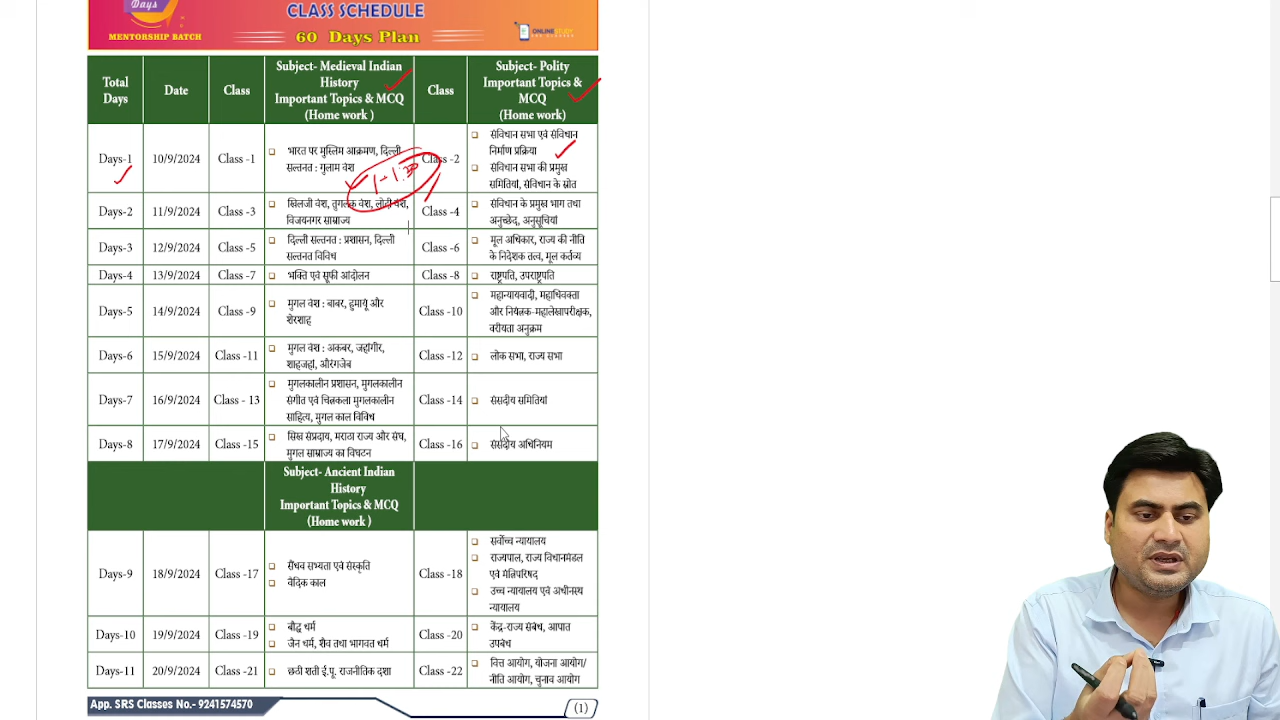 Days
MENTORSHIP BATCH
CLASS SCHEDULE
60 Days Plan
ONLINE STUDY
Total Days
Date
Class
Subject- Medieval Indian
History
Important Topics & MCQ
(Home work )
Class
Subject- Polity
Important Topics &
MCQ
(Home work)
Days-1
10/9/2024
Class -1
भारत पर मुस्लिम आक्रमण, दिल्ली
सल्तनत : गुलाम वंश
Class -2
संविधान सभा एवं संविधान
निर्माण प्रक्रिया
संविधान सभा की प्रमुख
समितियां, संविधान के स्रोत
Days-2
11/9/2024
Class -3
खिलजी वंश, तुगलक वंश, लोदी वंश,
विजयनगर साम्राज्य
Class -4
संविधान के प्रमुख भाग तथा
अनुच्छेद, अनुसूचियां
Days-3
12/9/2024
Class -5
दिल्ली सल्तनत : प्रशासन, दिल्ली
सल्तनत विविध
Class -6
मूल अधिकार, राज्य की नीति
के निदेशक तत्व, मूल कर्तव्य
Days-4
13/9/2024
Class -7
भक्ति एवं सूफी आंदोलन
Class -8
राष्ट्रपति, उपराष्ट्रपति
Days-5
14/9/2024
Class -9
मुगल वंश : बाबर, हुमायूं और
शेरशाह
Class -10
महान्यायवादी, महाधिवक्ता
और नियंत्रक-महालेखापरीक्षक,
वरीयता अनुक्रम
Days-6
15/9/2024
Class -11
मुगल वंश : अकबर, जहांगीर,
शाहजहां, औरंगजेब
Class -12
लोक सभा, राज्य सभा
Days-7
16/9/2024
Class - 13
मुगलकालीन प्रशासन, मुगलकालीन
संगीत एवं चित्रकला मुगलकालीन
साहित्य, मुगल काल विविध
Class -14
संसदीय समितियां
Days-8
17/9/2024
Class -15
सिख संप्रदाय, मराठा राज्य और संघ,
मुगल साम्राज्य का विघटन
Class -16
संसदीय अधिनियम
Subject- Ancient Indian
History
Important Topics & MCQ
(Home work )
Days-9
18/9/2024
Class -17
सैंधव सभ्यता एवं संस्कृति
वैदिक काल
Class -18
सर्वोच्च न्यायालय
राज्यपाल, राज्य विधानमंडल
एवं मंत्रिपरिषद
उच्च न्यायालय एवं अधीनस्थ
न्यायालय
Days-10
19/9/2024
Class -19
बौद्ध धर्म
जैन धर्म, शैव तथा भागवत धर्म
Class -20
केंद्र-राज्य संबंध, आपात
उपबंध
Days-11
20/9/2024
Class -21
छठी शती ई.पू. राजनीतिक दशा
Class -22
वित्त आयोग, योजना आयोग/
नीति आयोग, चुनाव आयोग
App. SRS Classes No.- 9241574570
(1)